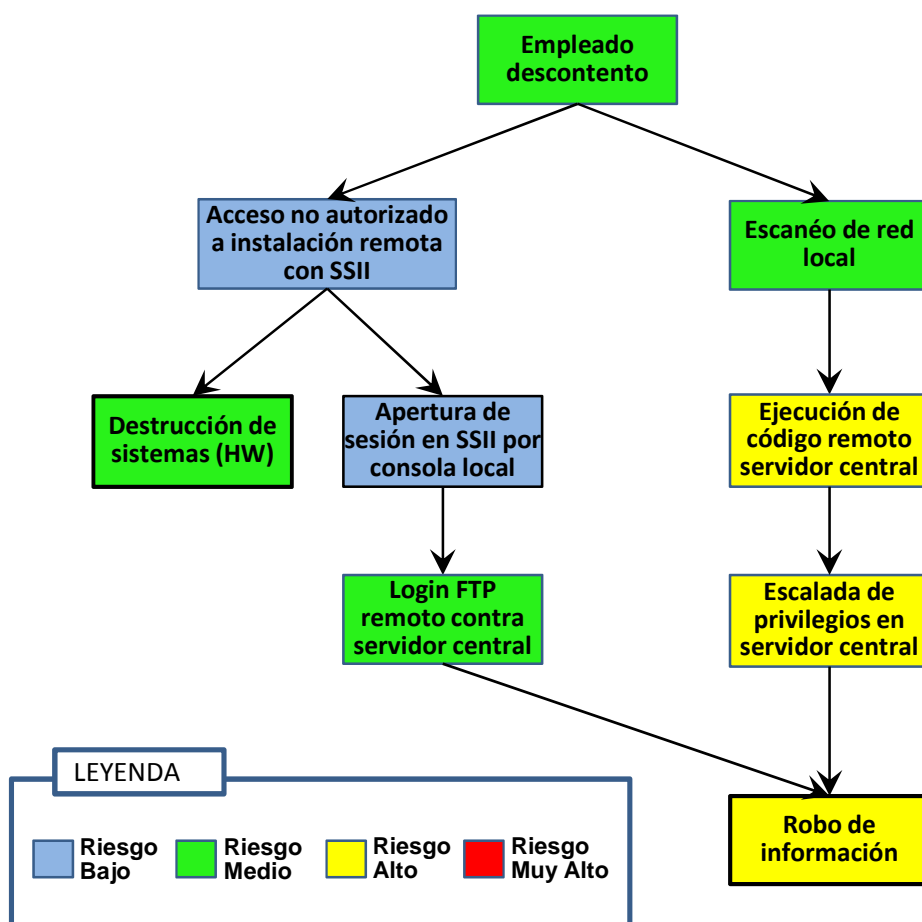 Empleado
descontento
Acceso no autorizado
a instalación remota
con SSII
Escanéo de red
local
Destrucción de
sistemas (HW)
Apertura de
sesión en SSII por
consola local
Ejecución de
código remoto
servidor central
Login FTP
remoto contra
servidor central
Escalada de
privilegios en
servidor central
Robo de
información
LEYENDA
Riesgo
Bajo
Riesgo
Medio
Riesgo
Alto
Riesgo
Muy Alto